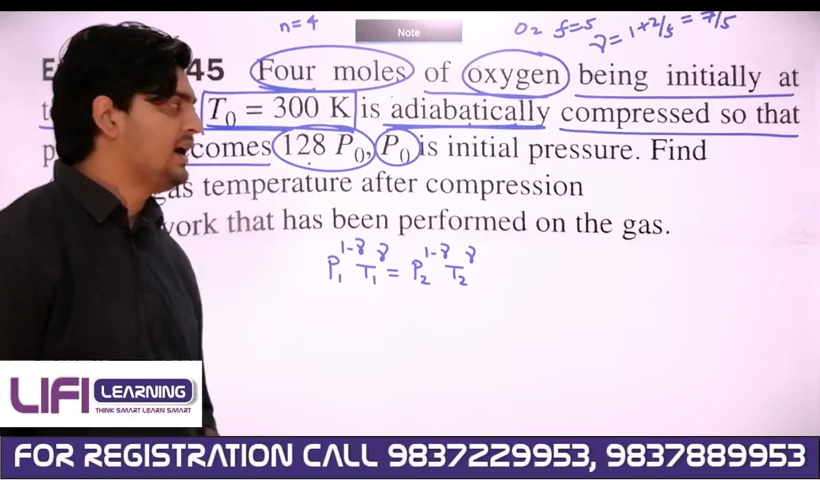 n=4
Note
O2 f=5
γ=1+2/5=7/5
E 45 Four moles of oxygen being initially at
T₀ = 300 K is adiabatically compressed so that
comes 128 P₀, P₀ is initial pressure. Find
gas temperature after compression
work that has been performed on the gas.
P₁^{1-γ} T₁^γ = P₂^{1-γ} T₂^γ
LIFI LEARNING
THINK SMART LEARN SMART
FOR REGISTRATION CALL 9837229953, 9837889953